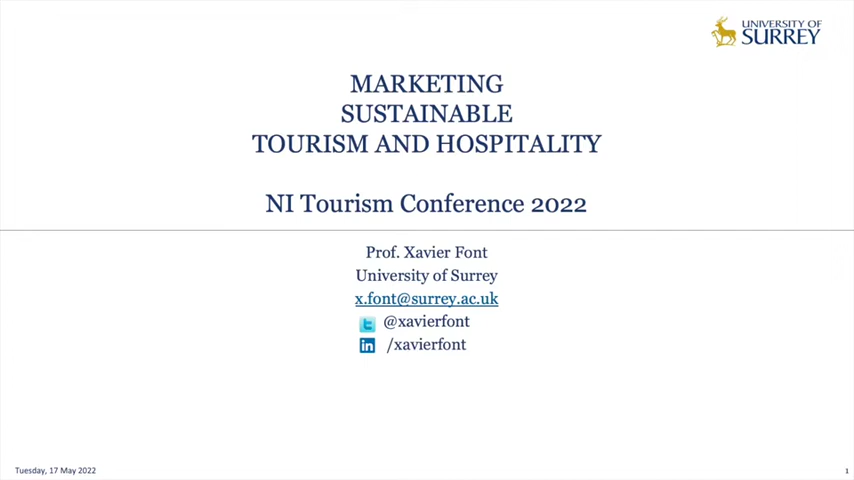 UNIVERSITY OF
SURREY
MARKETING
SUSTAINABLE
TOURISM AND HOSPITALITY
NI Tourism Conference 2022
Prof. Xavier Font
University of Surrey
x.font@surrey.ac.uk
@xavierfont
in /xavierfont
Tuesday, 17 May 2022
1